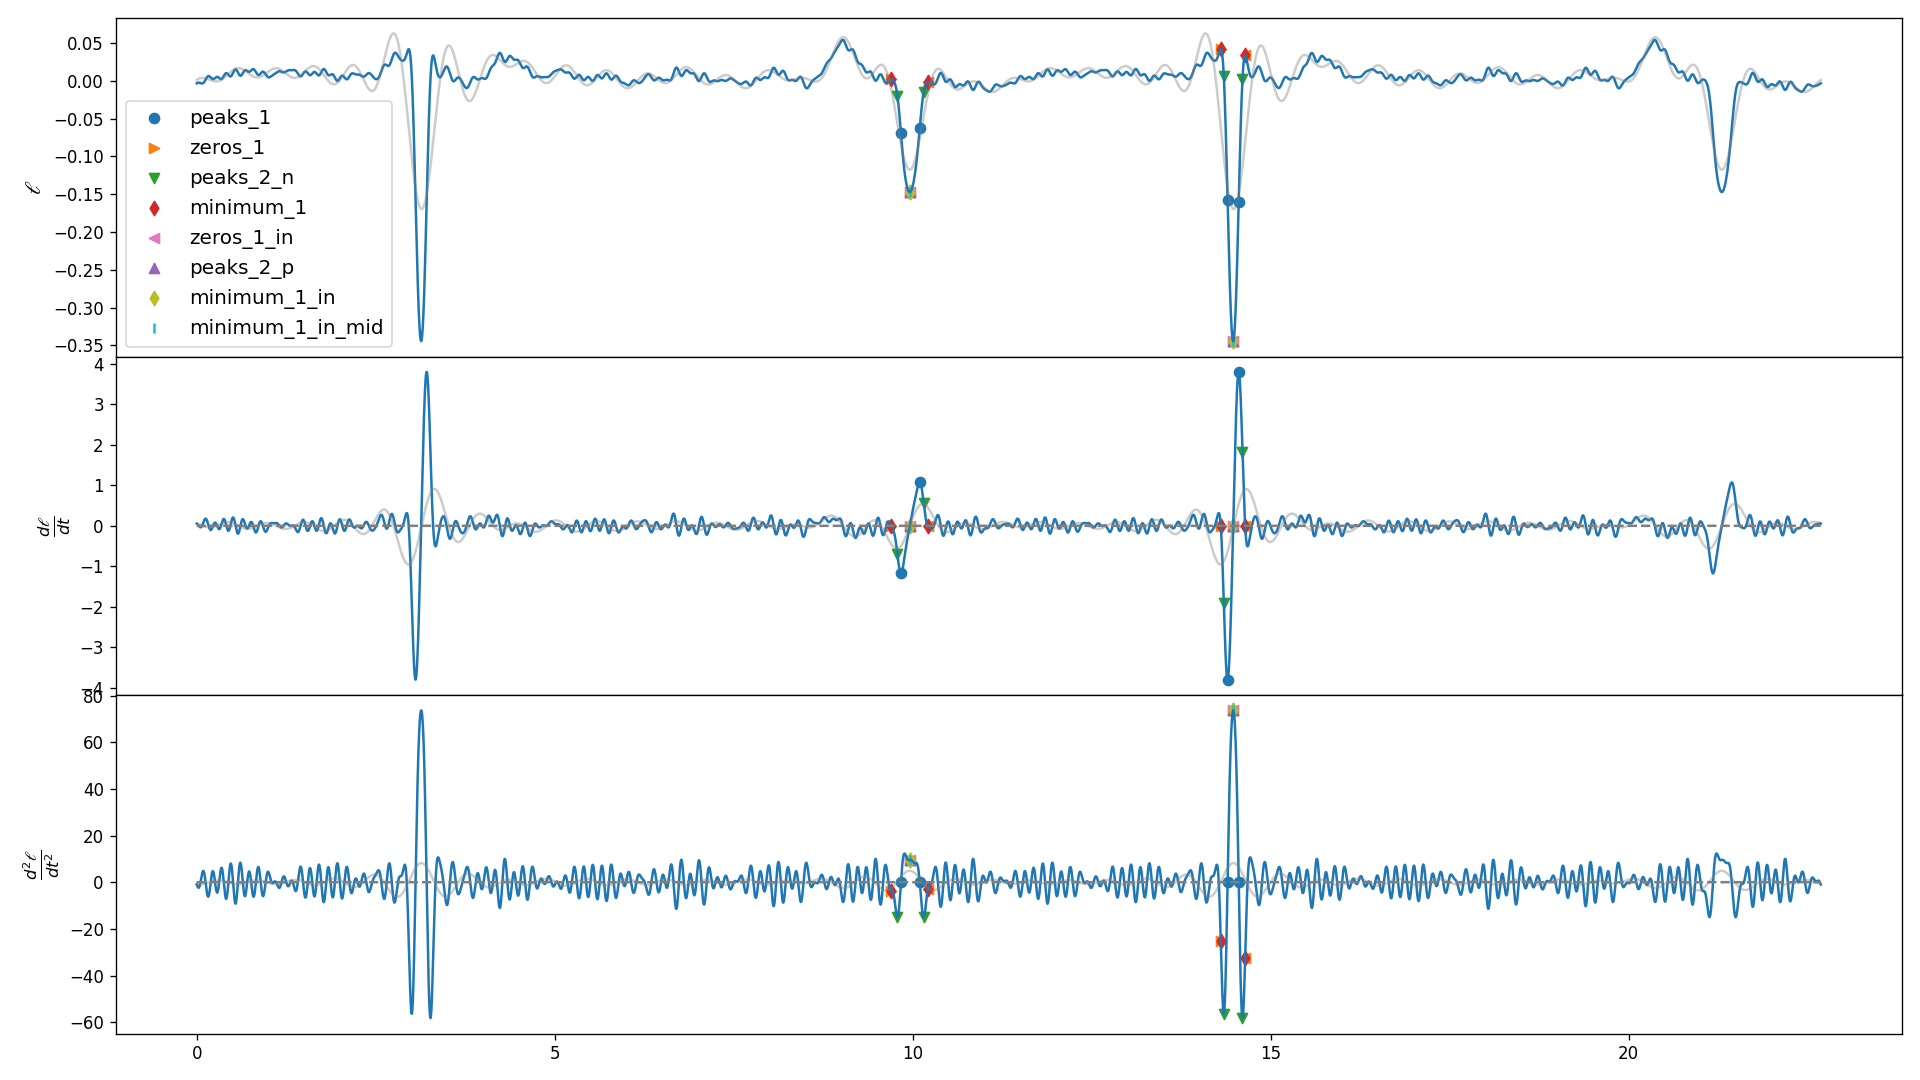 ℓ
0.05
0.00
−0.05
−0.10
−0.15
−0.20
−0.25
−0.30
−0.35
peaks_1
zeros_1
peaks_2_n
minimum_1
zeros_1_in
peaks_2_p
minimum_1_in
minimum_1_in_mid
dℓ
dt
4
3
2
1
0
−1
−2
−3
−4
d²ℓ
dt²
80
60
40
20
0
−20
−40
−60
0 5 10 15 20